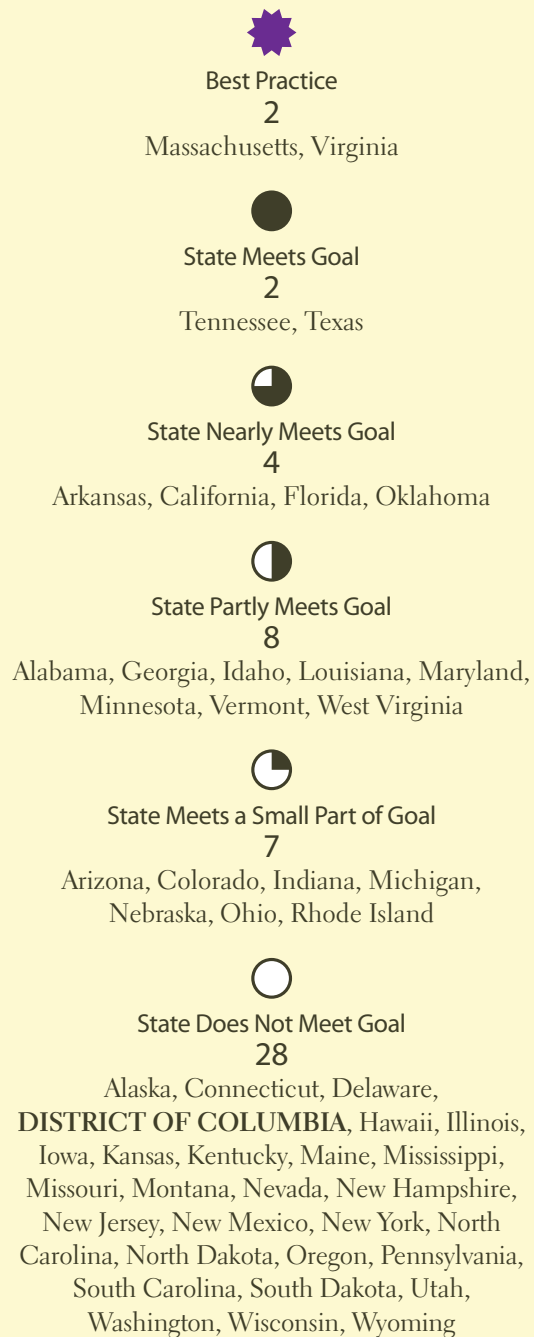 Best Practice
2
Massachusetts, Virginia
State Meets Goal
2
Tennessee, Texas
State Nearly Meets Goal
4
Arkansas, California, Florida, Oklahoma
State Partly Meets Goal
8
Alabama, Georgia, Idaho, Louisiana, Maryland,
Minnesota, Vermont, West Virginia
State Meets a Small Part of Goal
7
Arizona, Colorado, Indiana, Michigan,
Nebraska, Ohio, Rhode Island
State Does Not Meet Goal
28
Alaska, Connecticut, Delaware,
DISTRICT OF COLUMBIA, Hawaii, Illinois,
Iowa, Kansas, Kentucky, Maine, Mississippi,
Missouri, Montana, Nevada, New Hampshire,
New Jersey, New Mexico, New York, North
Carolina, North Dakota, Oregon, Pennsylvania,
South Carolina, South Dakota, Utah,
Washington, Wisconsin, Wyoming